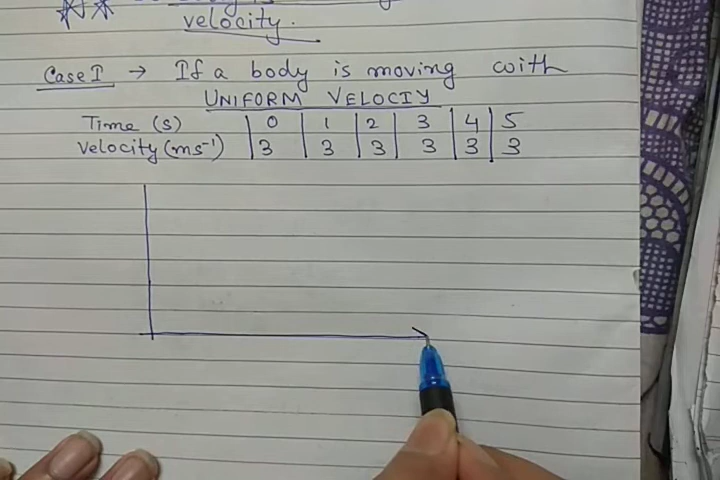 velocity.
Case I → If a body is moving with
UNIFORM VELOCIY
Time (s) | 0 | 1 | 2 | 3 | 4 | 5
Velocity (ms⁻¹) | 3 | 3 | 3 | 3 | 3 | 3